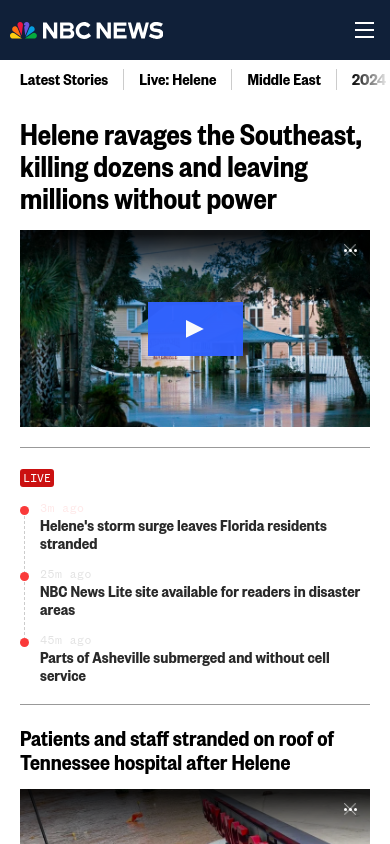 NBC NEWS
Latest Stories
Live: Helene
Middle East
2024
Helene ravages the Southeast,
killing dozens and leaving
millions without power
LIVE
3m ago
Helene's storm surge leaves Florida residents
stranded
25m ago
NBC News Lite site available for readers in disaster
areas
45m ago
Parts of Asheville submerged and without cell
service
Patients and staff stranded on roof of
Tennessee hospital after Helene